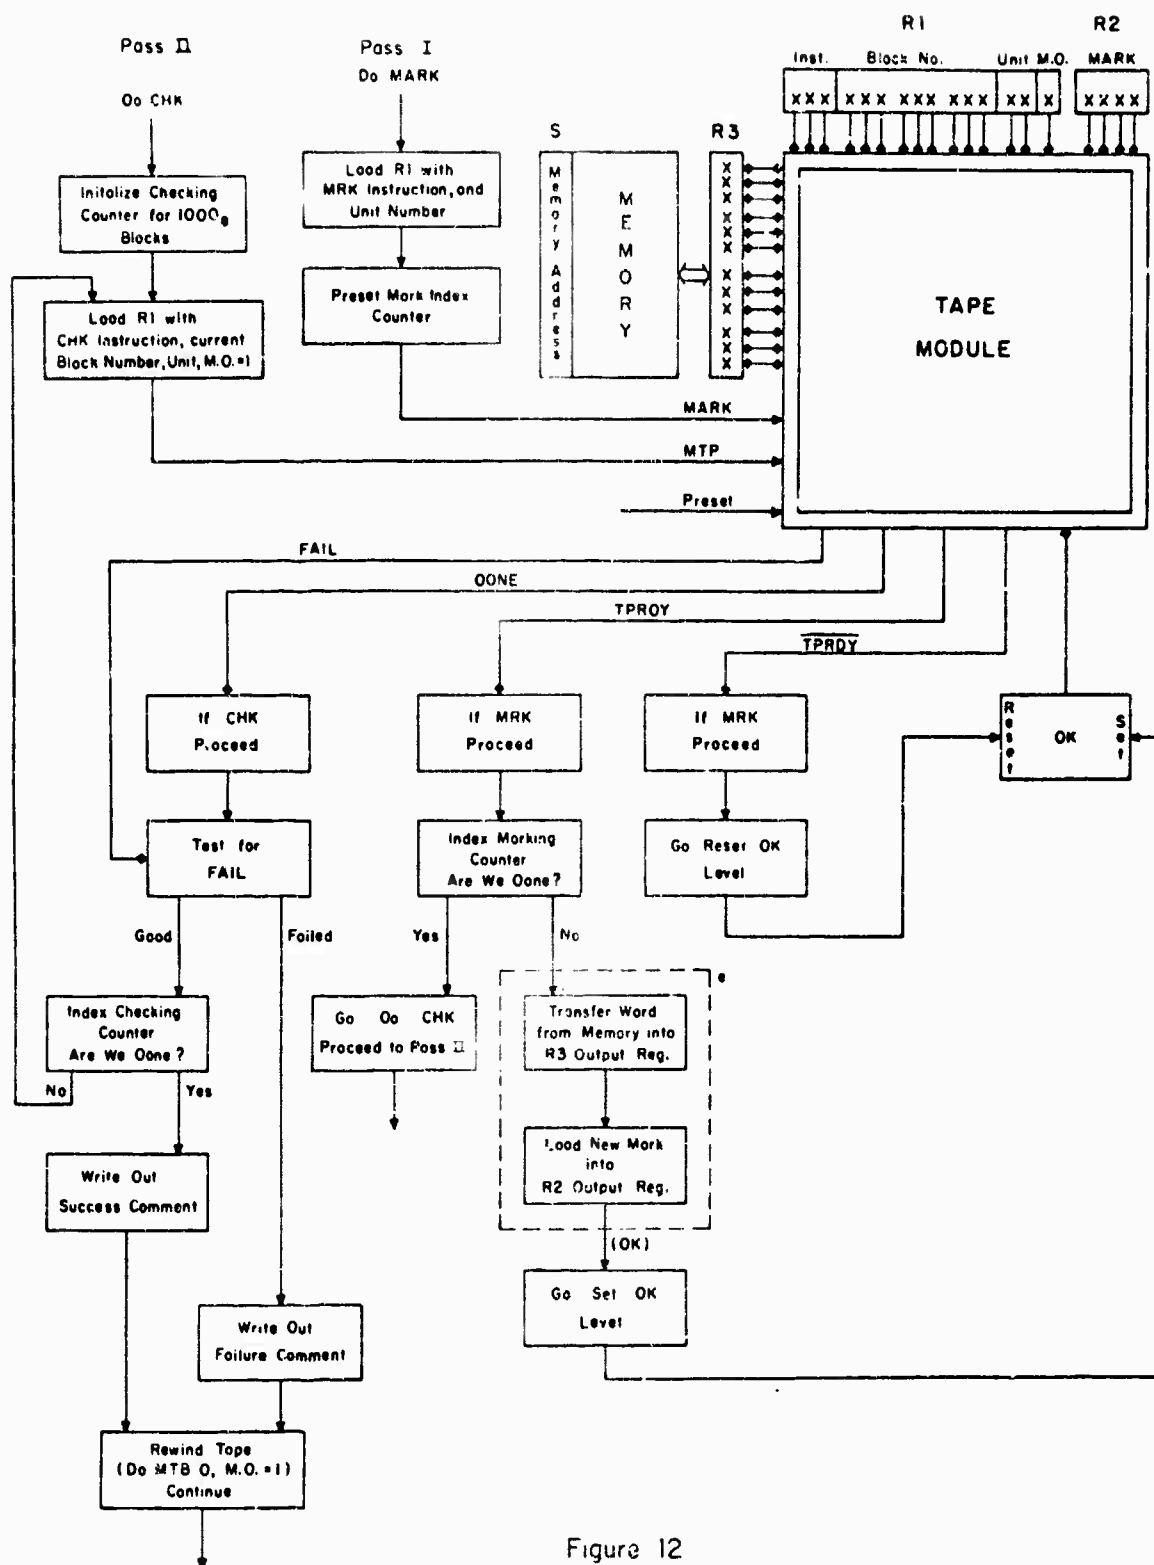 Pass II
Do CHK
Initalize Checking
Counter for 1000₈
Blocks
Load R1 with
CHK Instruction, current
Block Number, Unit, M.O.=1
Pass I
Do MARK
Load R1 with
MRK Instruction, and
Unit Number
Preset Mark Index
Counter
S
Memory Address
MEMORY
R3
X
X
X
X
X
X
X
X
X
X
X
X
R1
R2
Inst. Block No. Unit M.O. MARK
XXX XXX XXX XXX XX X XXXX
TAPE
MODULE
MARK
MTP
Preset
FAIL
DONE
TPRDY
T̅P̅R̅D̅Y̅
If CHK
Proceed
If MRK
Proceed
If MRK
Proceed
Reset
OK
Set
Test for
FAIL
Index Marking
Counter
Are We Done?
Go Reser OK
Level
Good
Failed
Yes
No
Index Checking
Counter
Are We Done?
Go Do CHK
Proceed to Pass II
Transfer Word
from Memory into
R3 Output Reg.
No
Yes
Load New Mark
into
R2 Output Reg.
Write Out
Success Comment
(OK)
Go Set OK
Level
Write Out
Failure Comment
Rewind Tape
(Do MTB 0, M.O.=1)
Continue
Figure 12